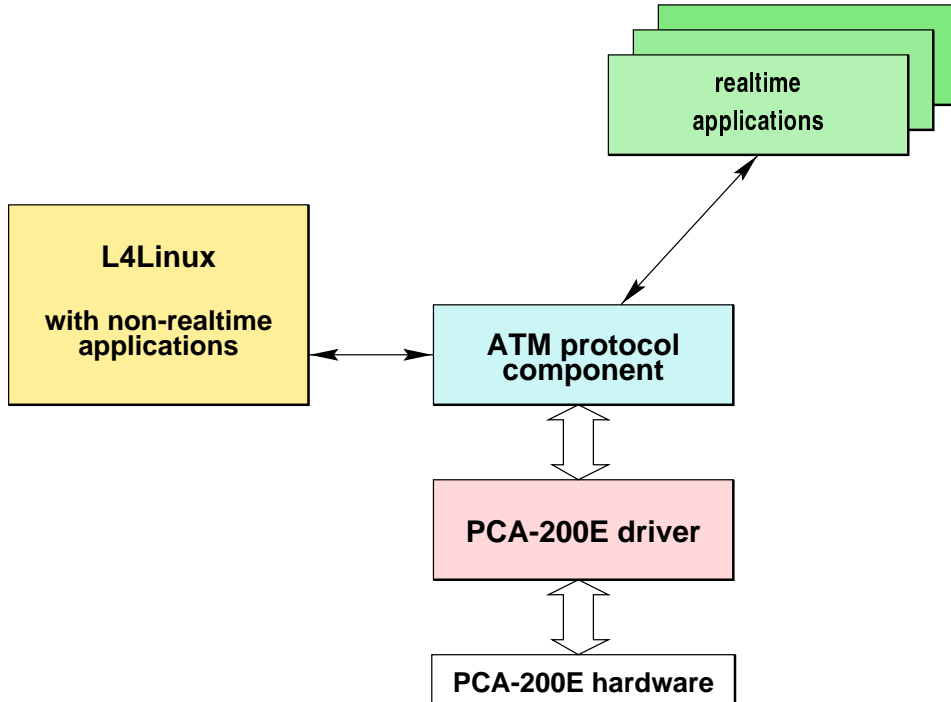 realtime
applications
L4Linux
with non-realtime
applications
ATM protocol
component
PCA-200E driver
PCA-200E hardware